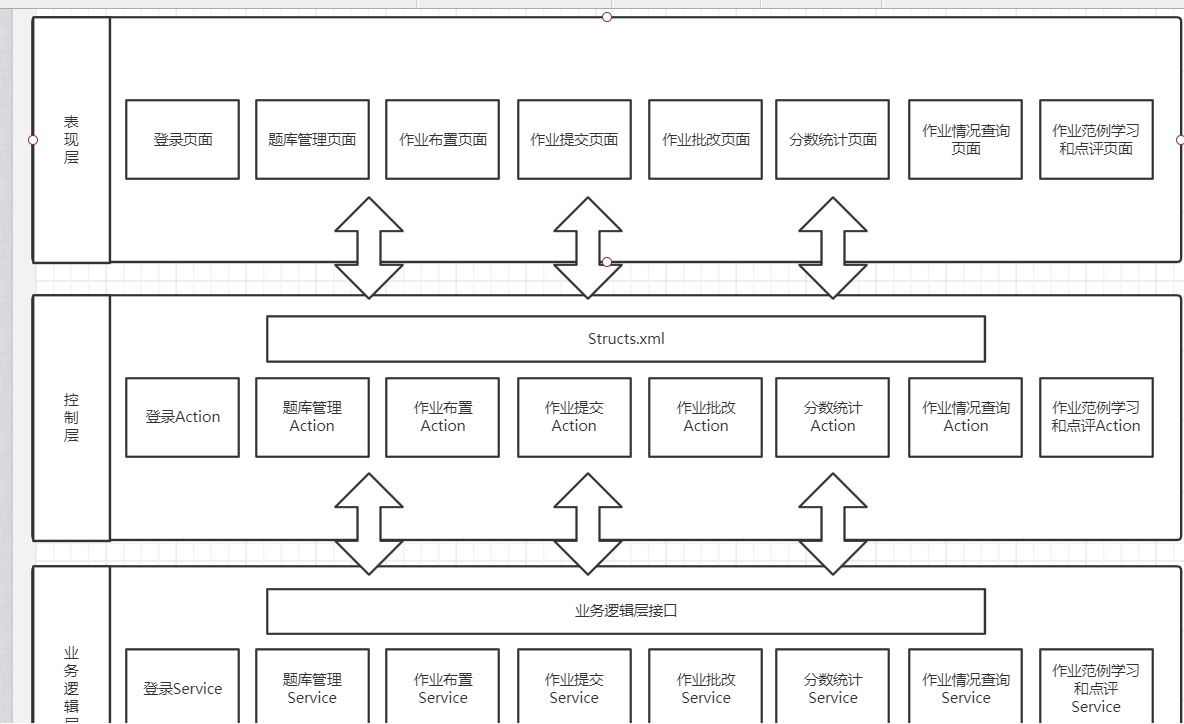 表
现
层
登录页面
题库管理页面
作业布置页面
作业提交页面
作业批改页面
分数统计页面
作业情况查询
页面
作业范例学习
和点评页面
控
制
层
Structs.xml
登录Action
题库管理
Action
作业布置
Action
作业提交
Action
作业批改
Action
分数统计
Action
作业情况查询
Action
作业范例学习
和点评Action
业
务
逻
辑
层
业务逻辑层接口
登录Service
题库管理
Service
作业布置
Service
作业提交
Service
作业批改
Service
分数统计
Service
作业情况查询
Service
作业范例学习
和点评
Service